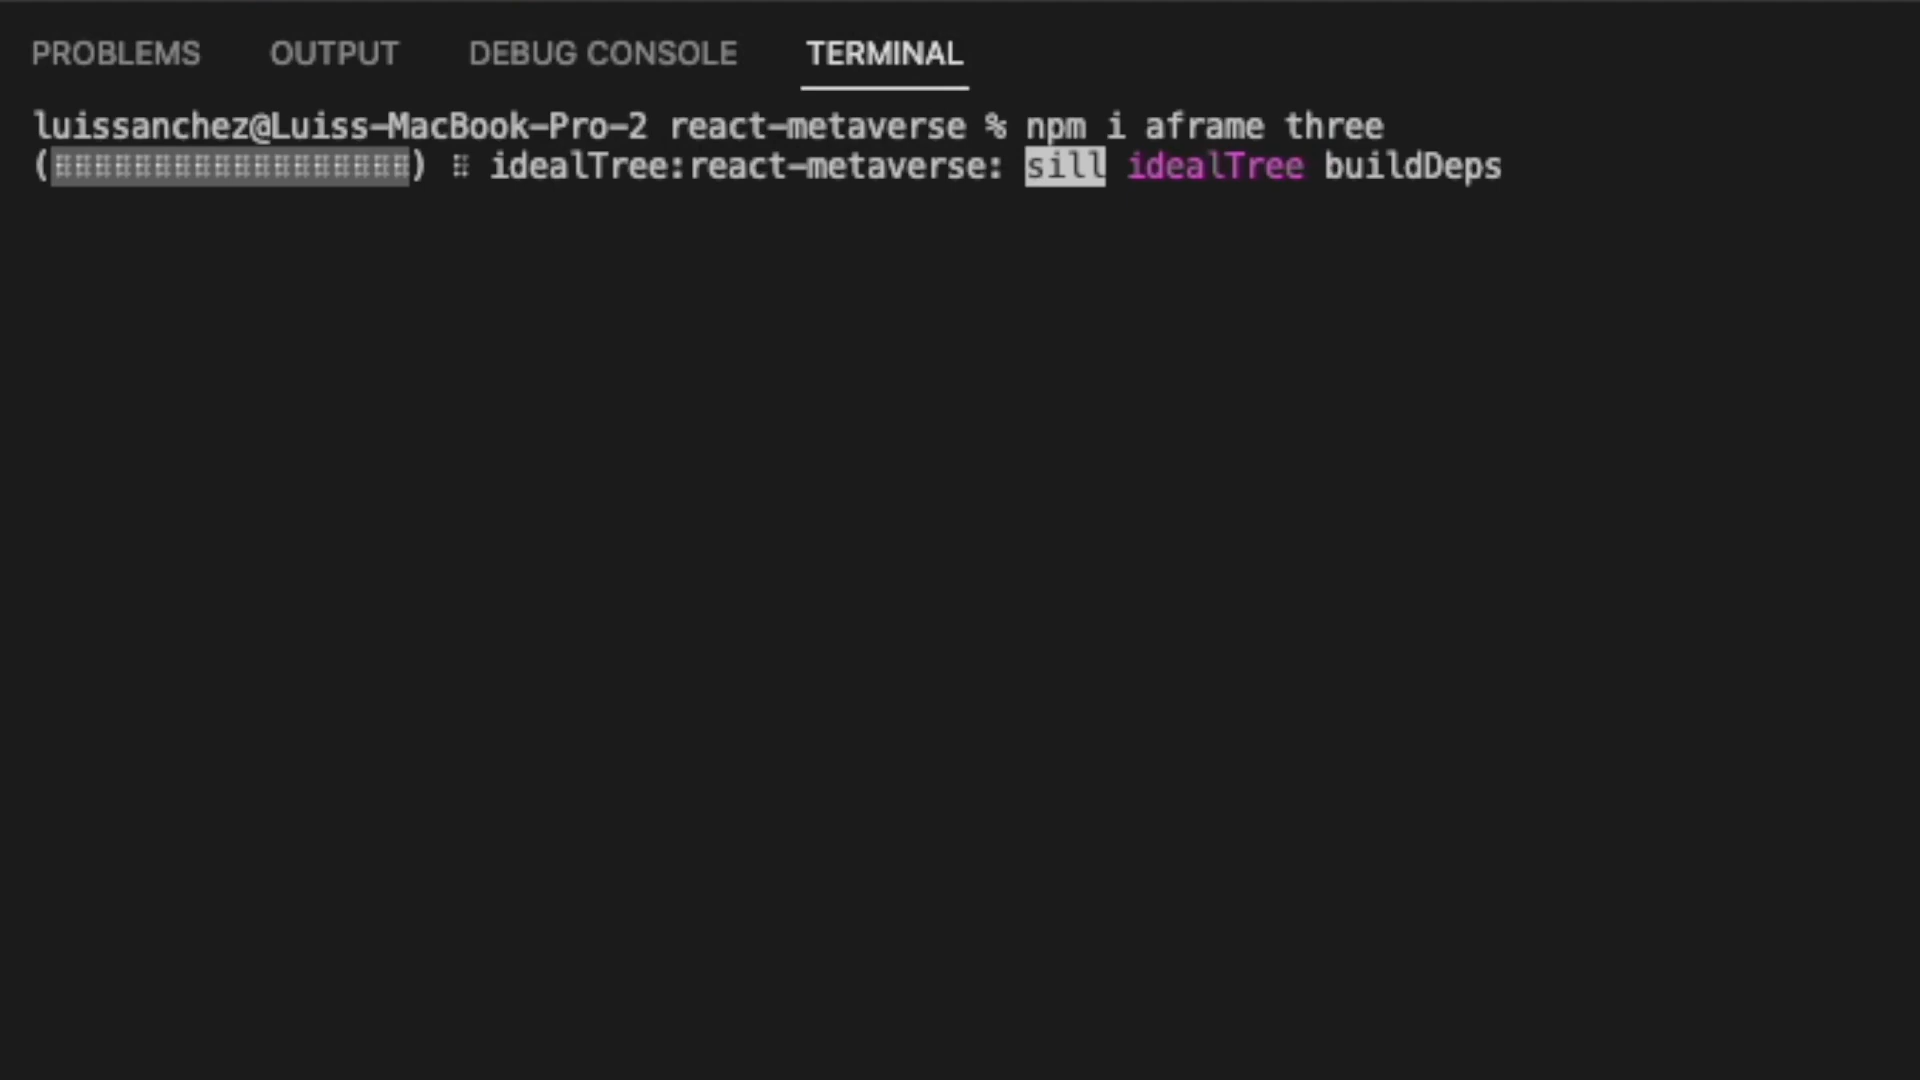 PROBLEMS OUTPUT DEBUG CONSOLE TERMINAL
luissanchez@Luiss-MacBook-Pro-2 react-metaverse % npm i aframe three
(⠿⠿⠿⠿⠿⠿⠿⠿⠿⠿⠿⠿⠿⠿⠿⠿⠿⠿) ⠿ idealTree:react-metaverse: sill idealTree buildDeps